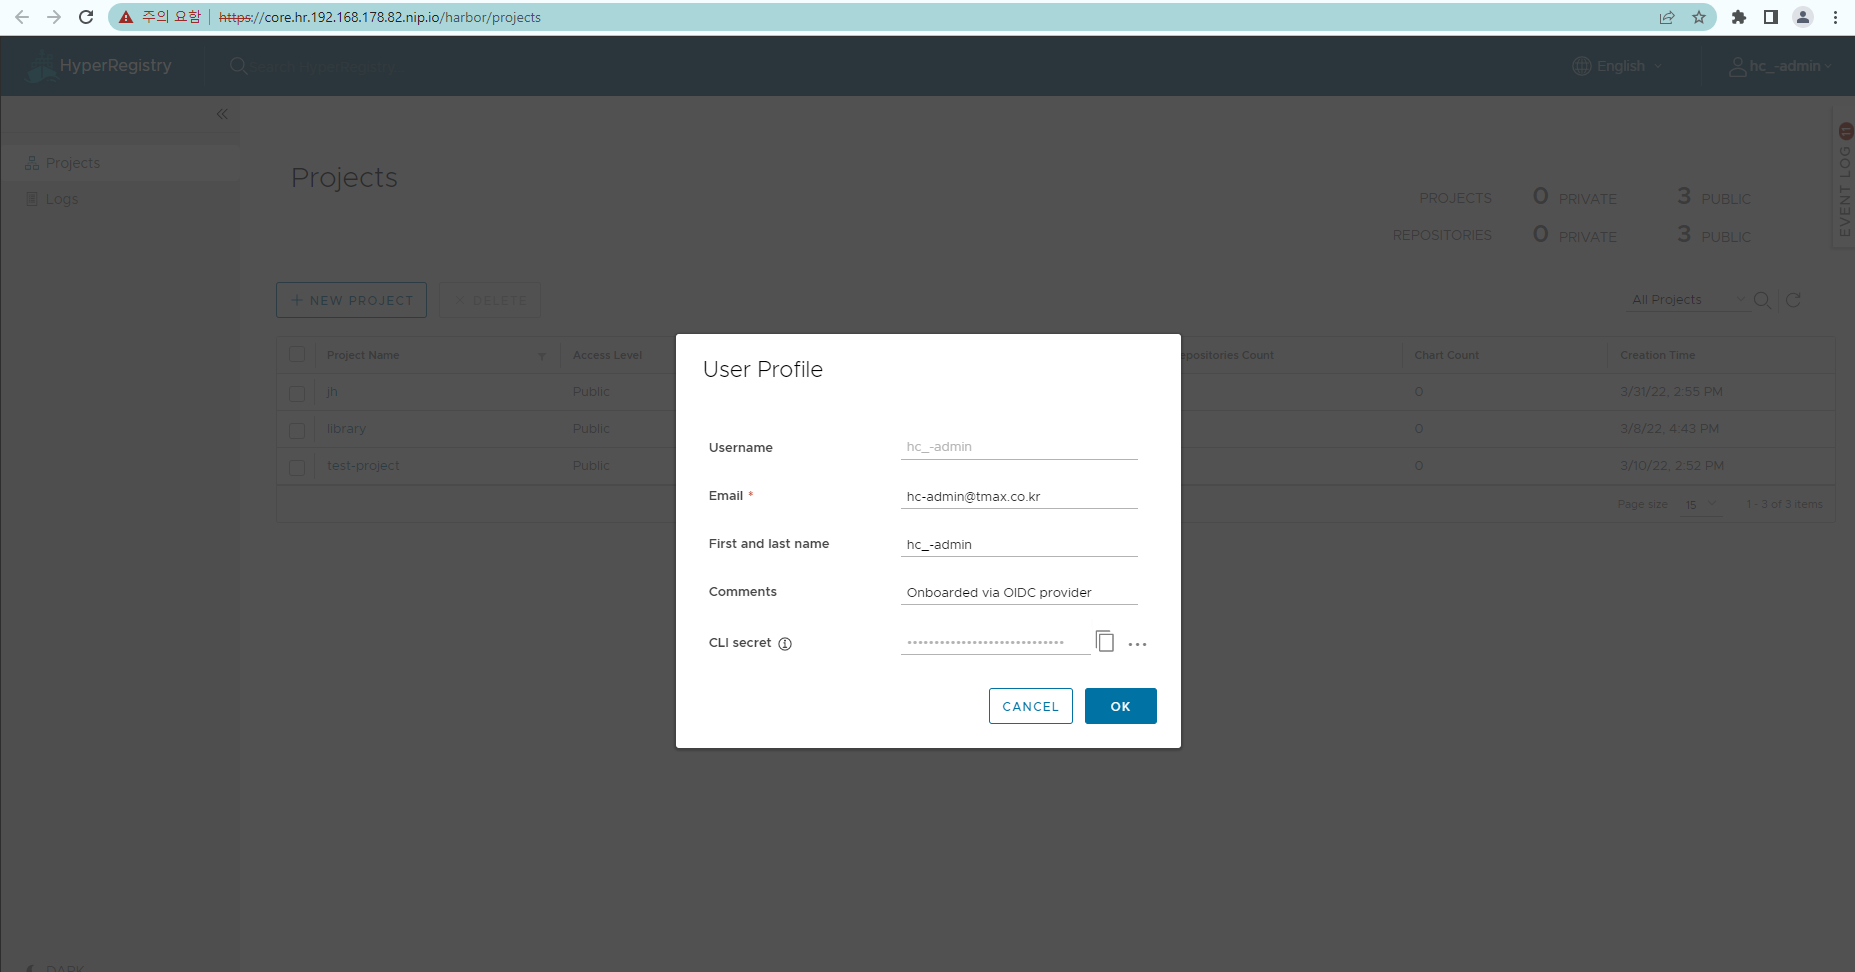 주의 요함 https://core.hr.192.168.178.82.nip.io/harbor/projects
HyperRegistry
Search HyperRegistry...
English
hc_-admin
Projects
Logs
Projects
PROJECTS 0 PRIVATE 3 PUBLIC
REPOSITORIES 0 PRIVATE 3 PUBLIC
EVENT LOG 11
+ NEW PROJECT
× DELETE
All Projects
Project Name Access Level epositories Count Chart Count Creation Time
jh Public 0 3/31/22, 2:55 PM
library Public 0 3/8/22, 4:43 PM
test-project Public 0 3/10/22, 2:52 PM
Page size 15 1 - 3 of 3 items
User Profile
Username hc_-admin
Email * hc-admin@tmax.co.kr
First and last name hc_-admin
Comments Onboarded via OIDC provider
CLI secret •••••••••••••••••••••••••••••
CANCEL OK
DARK